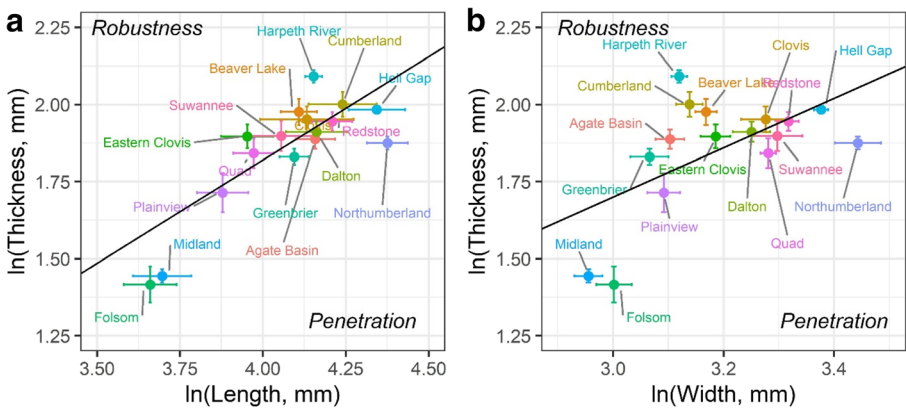 a
Robustness
Harpeth River
Cumberland
Beaver Lake
Hell Gap
Suwannee
Clovis
Redstone
Eastern Clovis
Quad
Dalton
Plainview
Greenbrier
Northumberland
Agate Basin
Midland
Folsom
Penetration
2.25
2.00
1.75
1.50
1.25
ln(Thickness, mm)
3.50 3.75 4.00 4.25 4.50
ln(Length, mm)
b
Robustness
Clovis
Harpeth River
Hell Gap
Cumberland
Beaver Lake
Redstone
Agate Basin
Eastern Clovis
Suwannee
Greenbrier
Dalton
Northumberland
Plainview
Quad
Midland
Folsom
Penetration
2.25
2.00
1.75
1.50
1.25
ln(Thickness, mm)
3.0 3.2 3.4
ln(Width, mm)